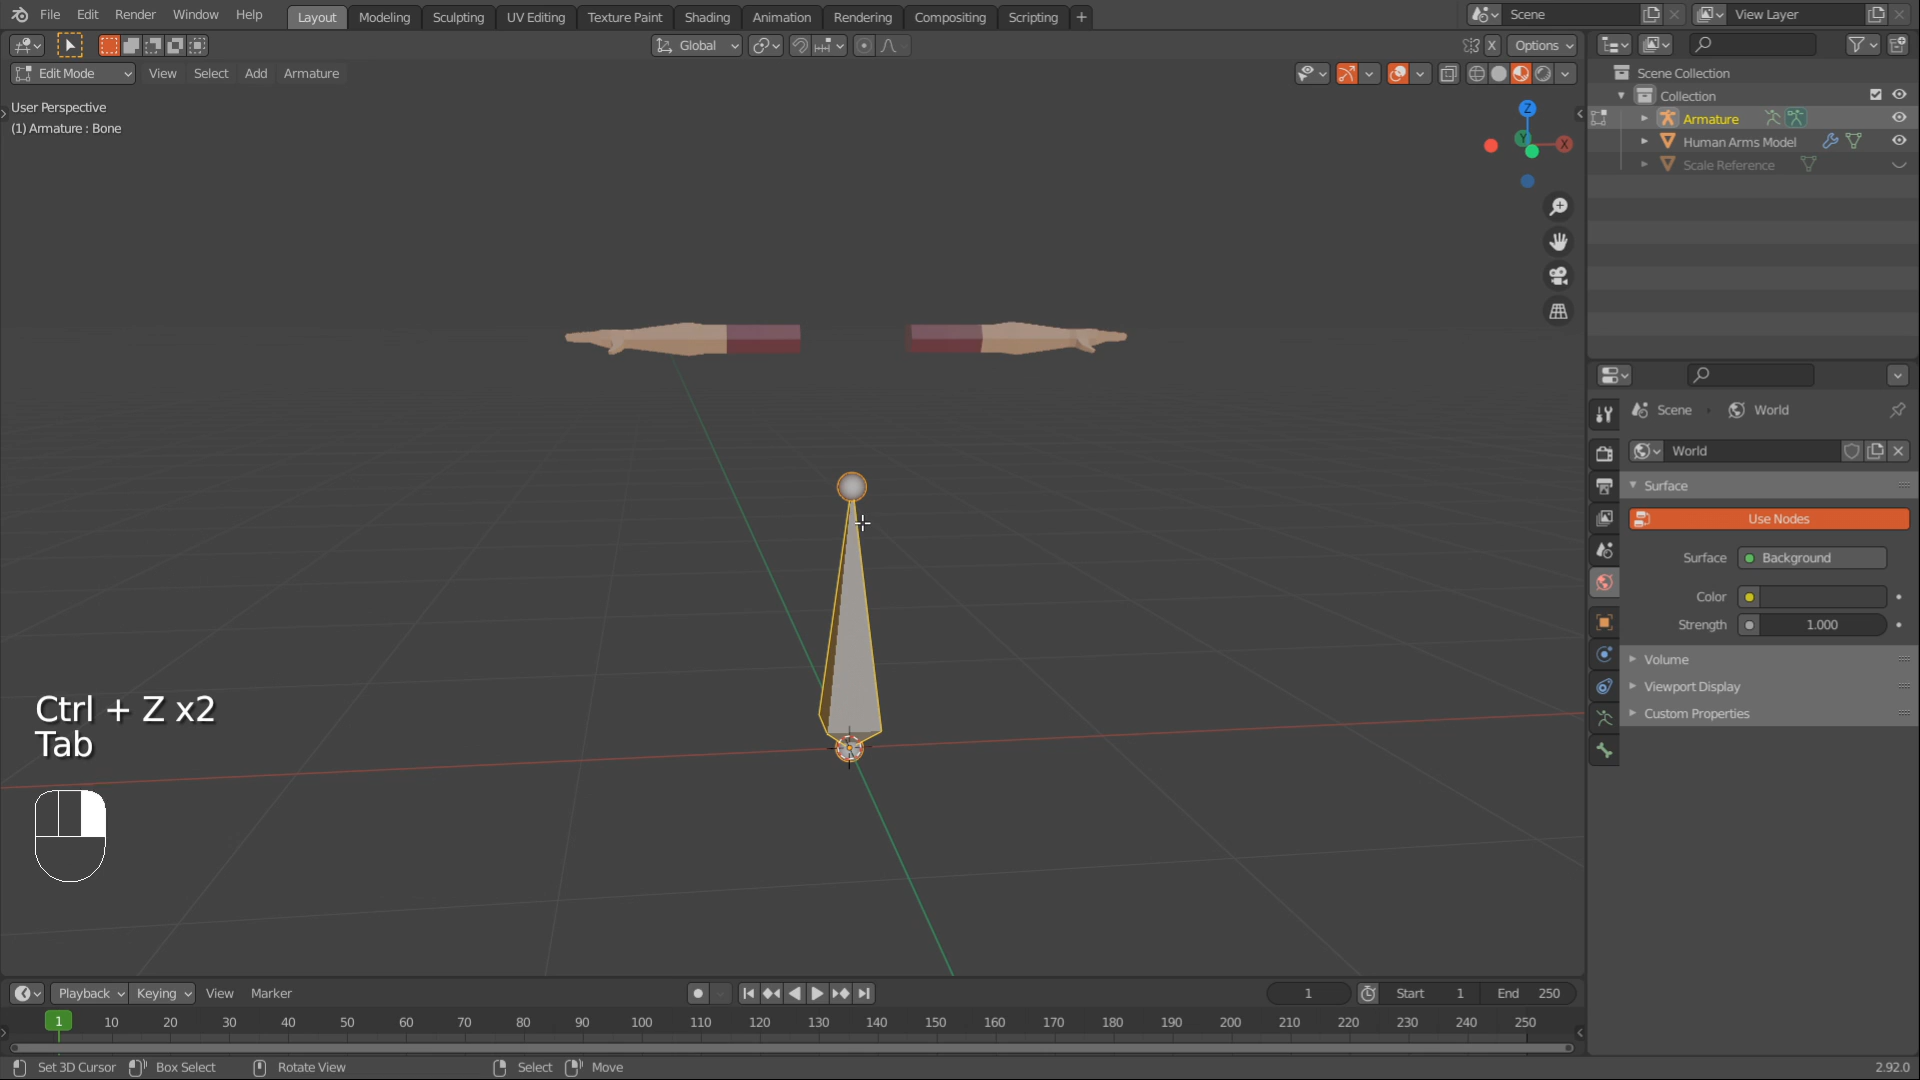 File Edit Render Window Help Layout Modeling Sculpting UV Editing Texture Paint Shading Animation Rendering Compositing Scripting + Scene View Layer
Global X Options
Edit Mode View Select Add Armature
User Perspective
(1) Armature : Bone
Z
Y
X
Scene Collection
Collection
Armature
Human Arms Model
Scale Reference
Scene World
World
Surface
Use Nodes
Surface Background
Color
Strength 1.000
Volume
Viewport Display
Custom Properties
Ctrl + Z x2
Tab
Playback Keying View Marker 1 Start 1 End 250
1 10 20 30 40 50 60 70 80 90 100 110 120 130 140 150 160 170 180 190 200 210 220 230 240 250
Set 3D Cursor Box Select Rotate View Select Move 2.92.0